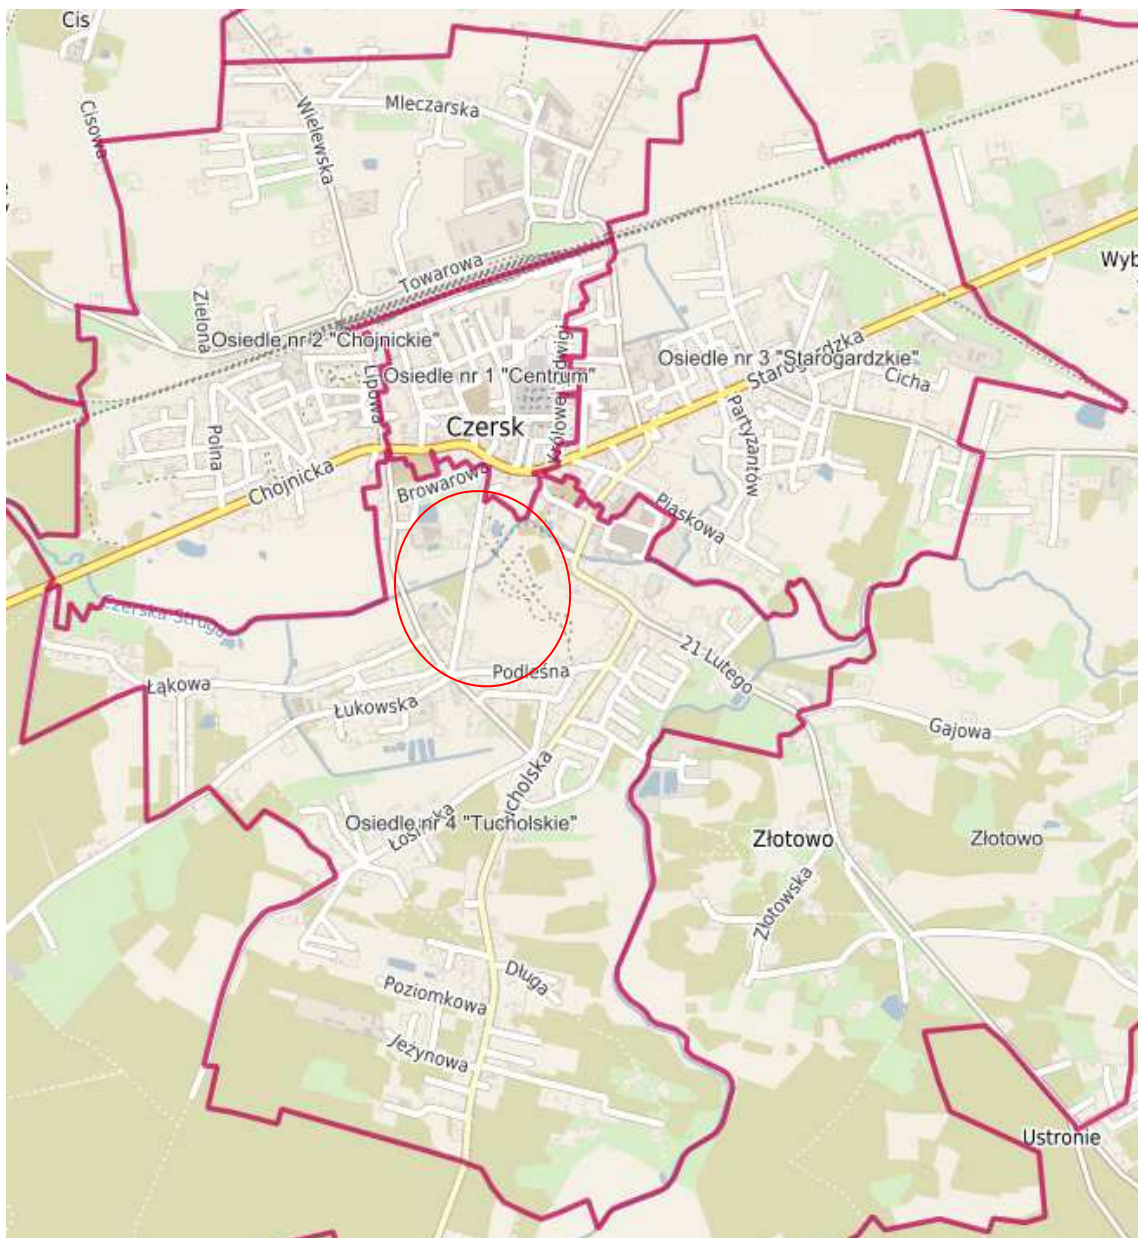 Cis
Cisowa
Wielewska
Mleczarska
Towarowa
Zielona
Wyb
Osiedle nr 2 "Chojnickie"
Osiedle nr 3 "Starogardzkie"
Starogardzka
Cicha
Osiedle nr 1 "Centrum"
Lipowa
Królowej Jadwigi
Partyzantów
Polna
Czersk
Chojnicka
Browarowa
Piaskowa
Czerska Struga
21 Lutego
Podleśna
Łąkowa
Łukowska
Gajowa
Tucholska
Osiedle nr 4 "Tucholskie"
Złotowo
Złotowo
Złotowska
Długa
Poziomkowa
Jeżynowa
Ustronie